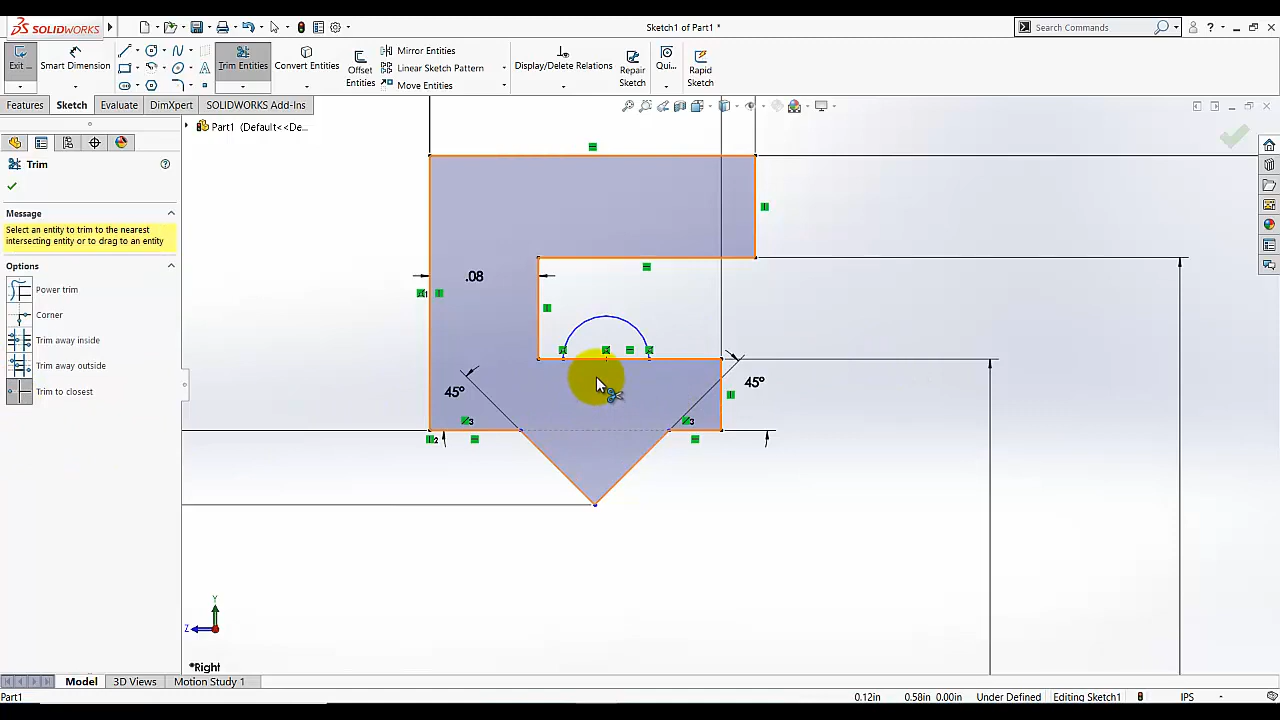 SOLIDWORKS
Sketch1 of Part1 *
Search Commands
?
Exit ...
Smart Dimension
Trim Entities
Convert Entities
Offset Entities
Mirror Entities
Linear Sketch Pattern
Move Entities
Display/Delete Relations
Repair Sketch
Qui...
Rapid Sketch
Features
Sketch
Evaluate
DimXpert
SOLIDWORKS Add-Ins
Part1 (Default<<De...
Trim
Message
Select an entity to trim to the nearest
intersecting entity or to drag to an entity
Options
Power trim
Corner
Trim away inside
Trim away outside
Trim to closest
.08
45°
45°
Y
Z
*Right
Model
3D Views
Motion Study 1
Part1
0.12in
0.58in 0.00in
Under Defined
Editing Sketch1
IPS